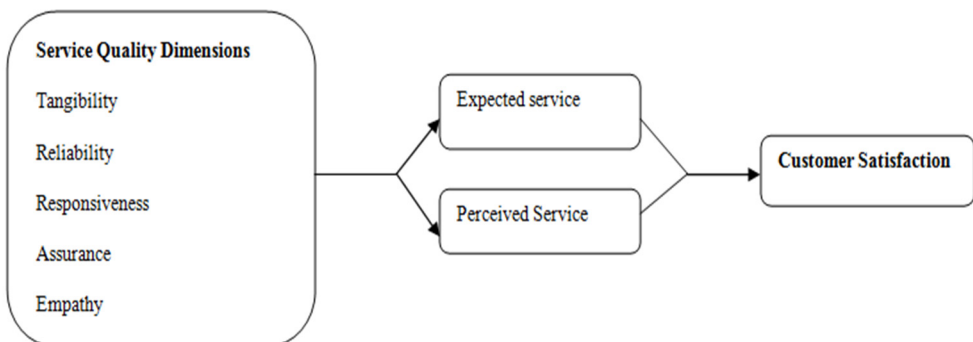 Service Quality Dimensions
Tangibility
Reliability
Responsiveness
Assurance
Empathy
Expected service
Perceived Service
Customer Satisfaction